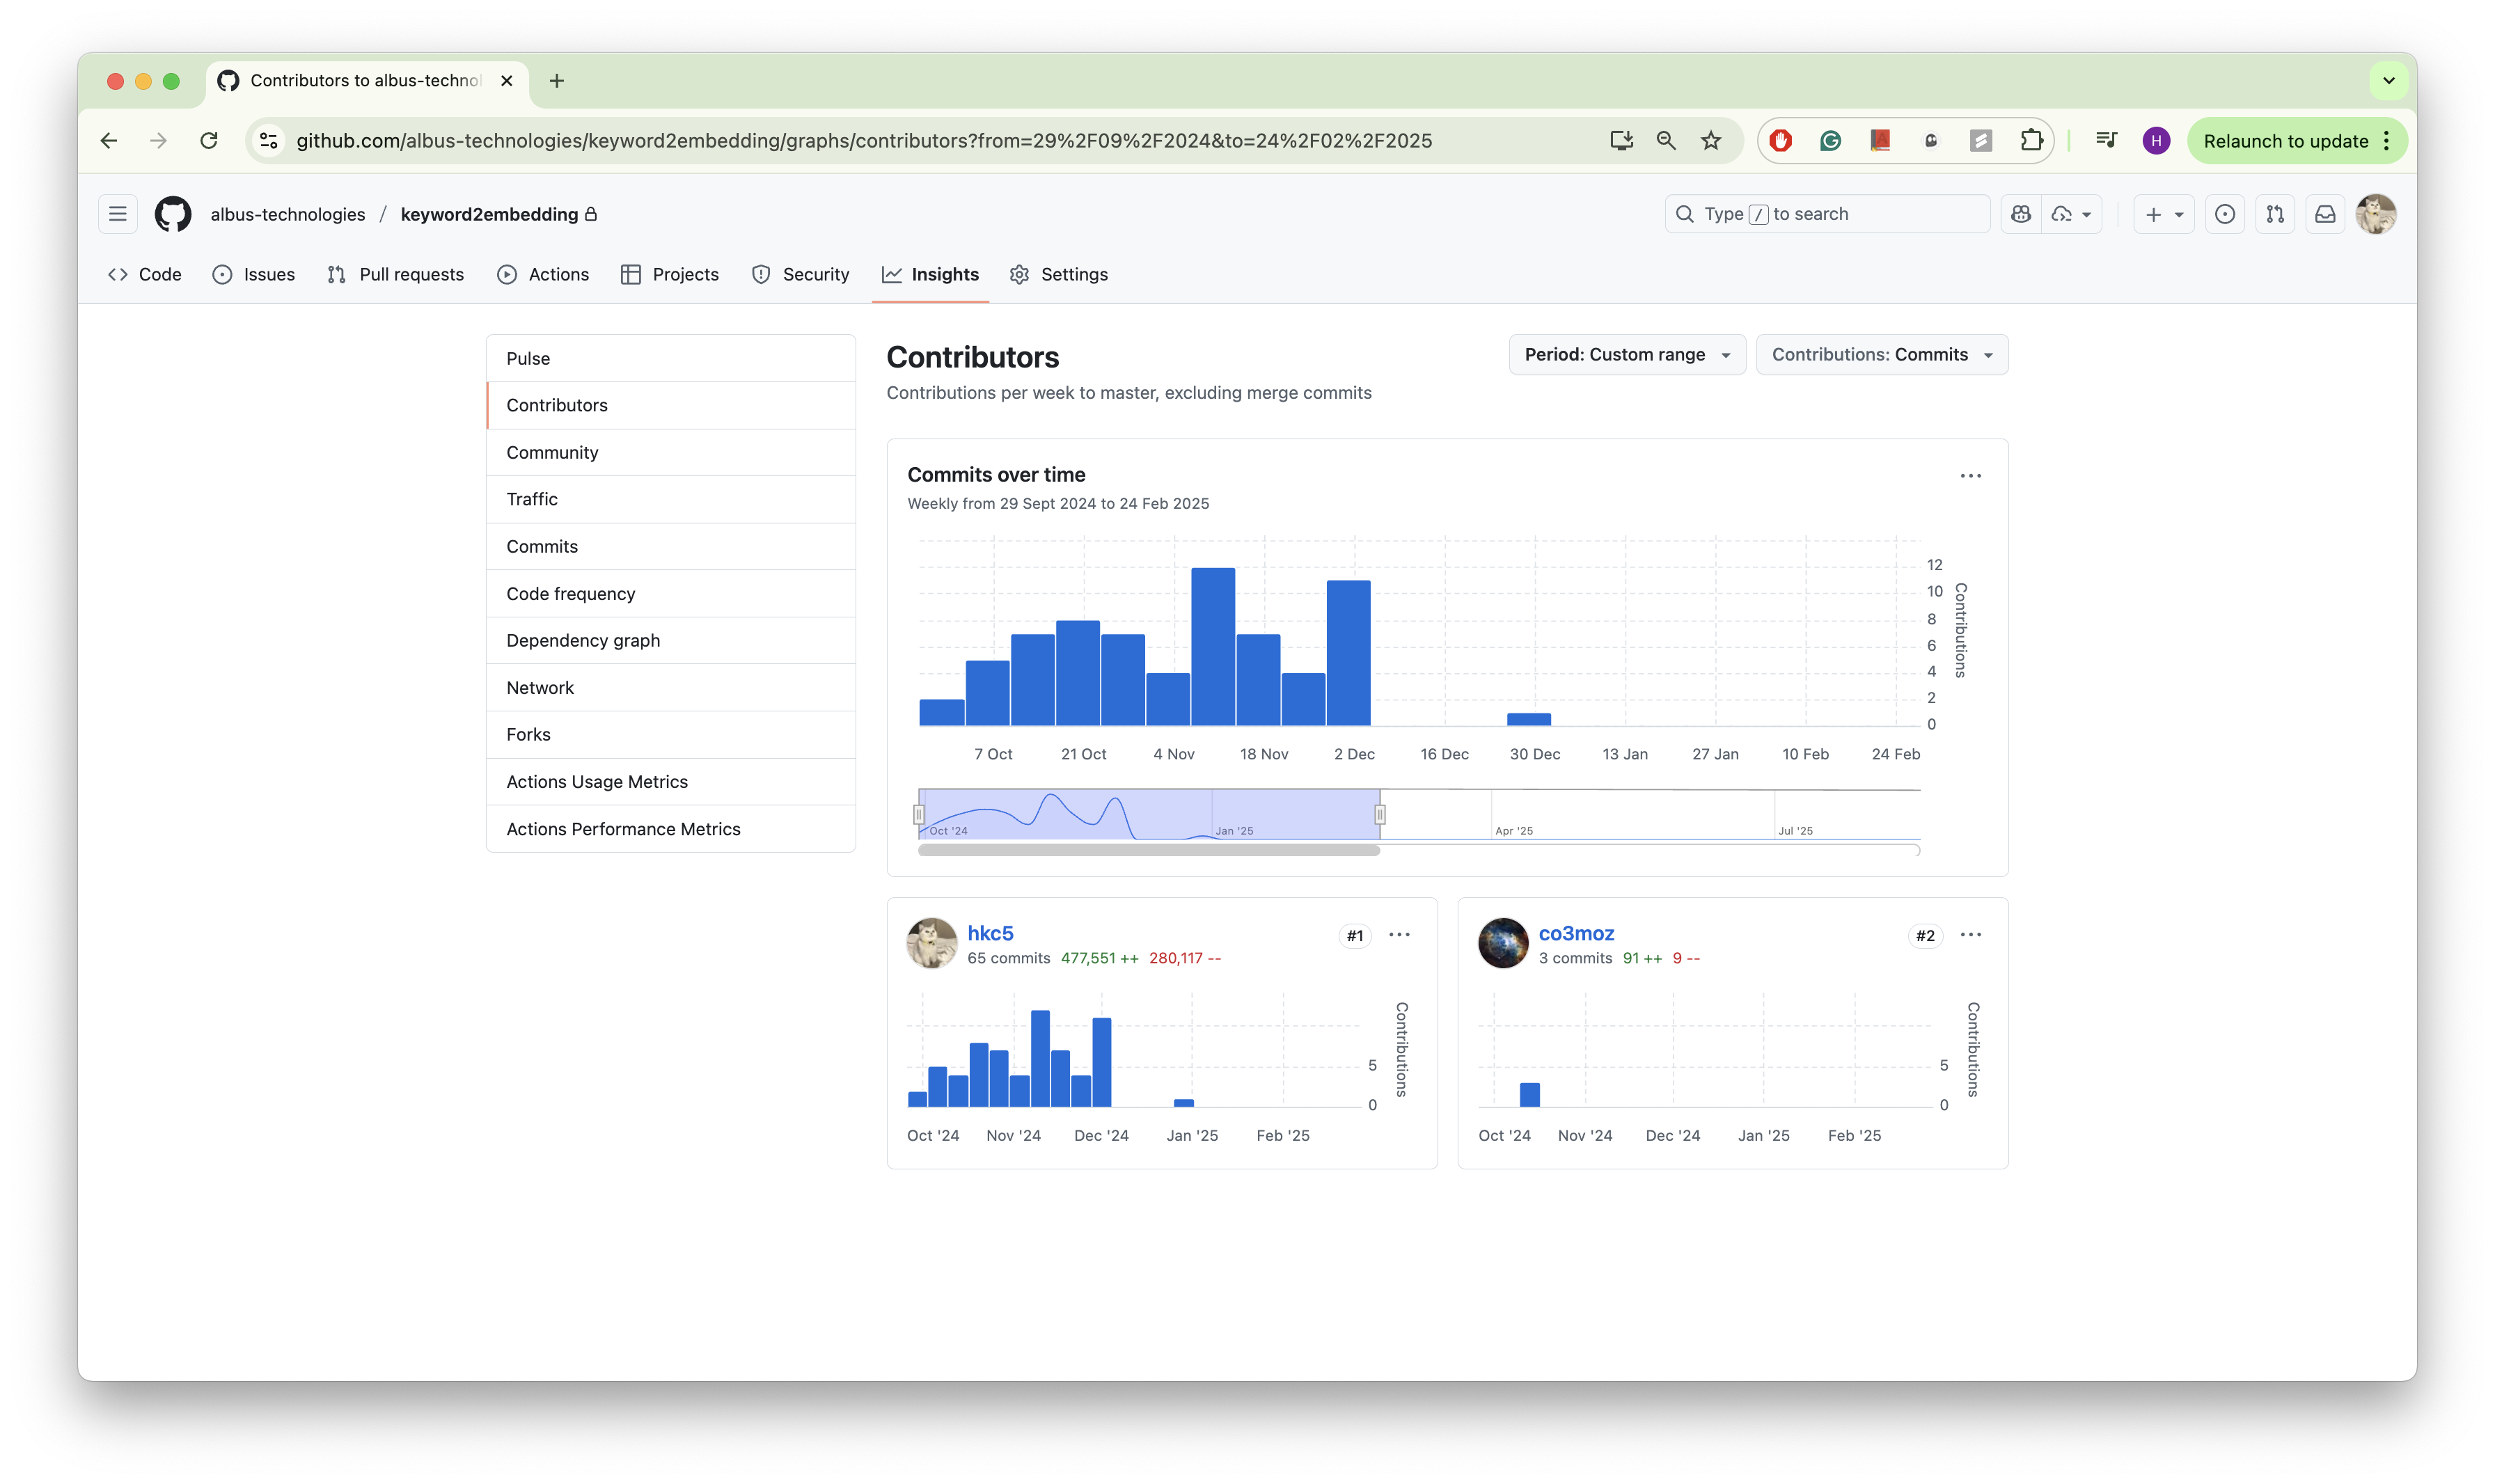 Contributors to albus-technol
github.com/albus-technologies/keyword2embedding/graphs/contributors?from=29%2F09%2F2024&to=24%2F02%2F2025
H
Relaunch to update
albus-technologies / keyword2embedding
Type / to search
Code
Issues
Pull requests
Actions
Projects
Security
Insights
Settings
Pulse
Contributors
Community
Traffic
Commits
Code frequency
Dependency graph
Network
Forks
Actions Usage Metrics
Actions Performance Metrics
Contributors
Period: Custom range
Contributions: Commits
Contributions per week to master, excluding merge commits
Commits over time
Weekly from 29 Sept 2024 to 24 Feb 2025
12
10
8
6
4
2
0
Contributions
7 Oct 21 Oct 4 Nov 18 Nov 2 Dec 16 Dec 30 Dec 13 Jan 27 Jan 10 Feb 24 Feb
Oct '24 Jan '25 Apr '25 Jul '25
hkc5
#1
65 commits 477,551 ++ 280,117 --
5
0
Contributions
Oct '24 Nov '24 Dec '24 Jan '25 Feb '25
co3moz
#2
3 commits 91 ++ 9 --
5
0
Contributions
Oct '24 Nov '24 Dec '24 Jan '25 Feb '25